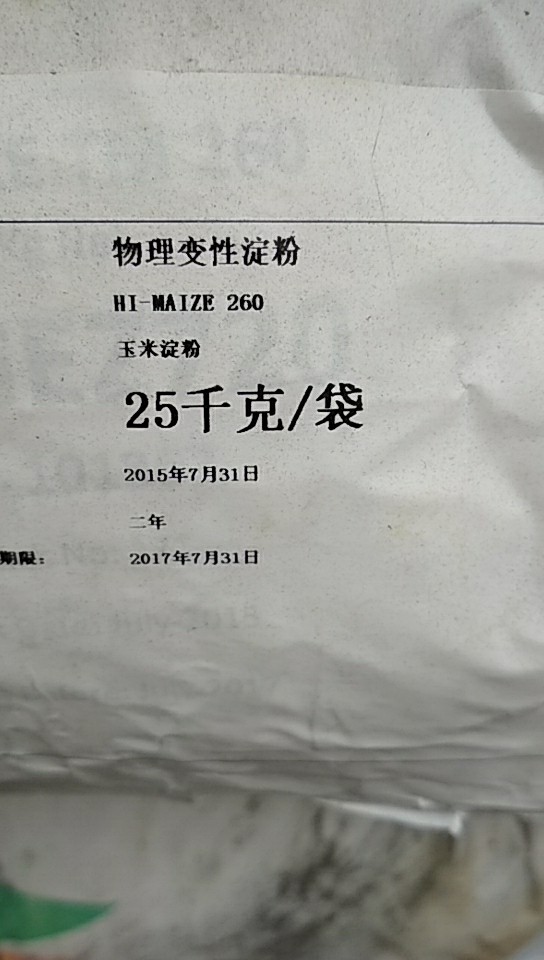 物理变性淀粉
HI-MAIZE 260
玉米淀粉
25千克/袋
2015年7月31日
二年
期限： 2017年7月31日